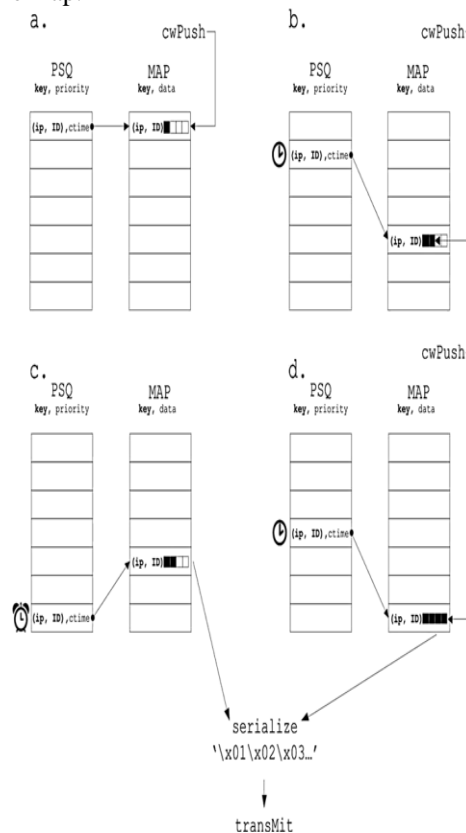 a.
cwPush
PSQ
key, priority
MAP
key, data
(ip, ID),ctime
(ip, ID)
b.
cwPush
PSQ
key, priority
MAP
key, data
(ip, ID),ctime
(ip, ID)
c.
PSQ
key, priority
MAP
key, data
(ip, ID)
(ip, ID),ctime
d.
cwPush
PSQ
key, priority
MAP
key, data
(ip, ID),ctime
(ip, ID)
serialize
‘\x01\x02\x03…’
transMit